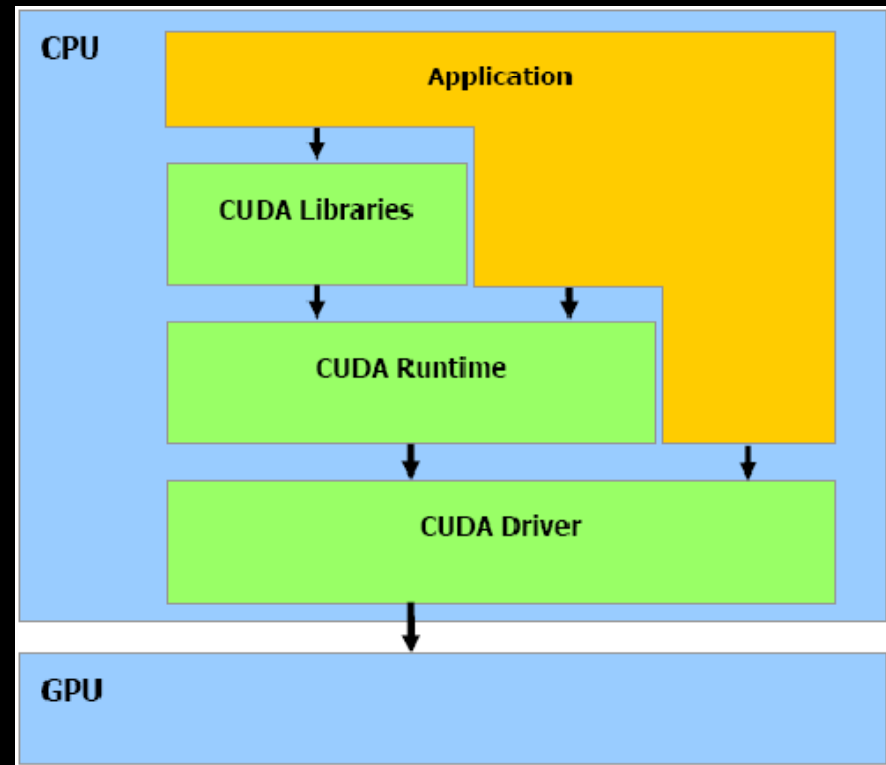 CPU
Application
CUDA Libraries
CUDA Runtime
CUDA Driver
GPU